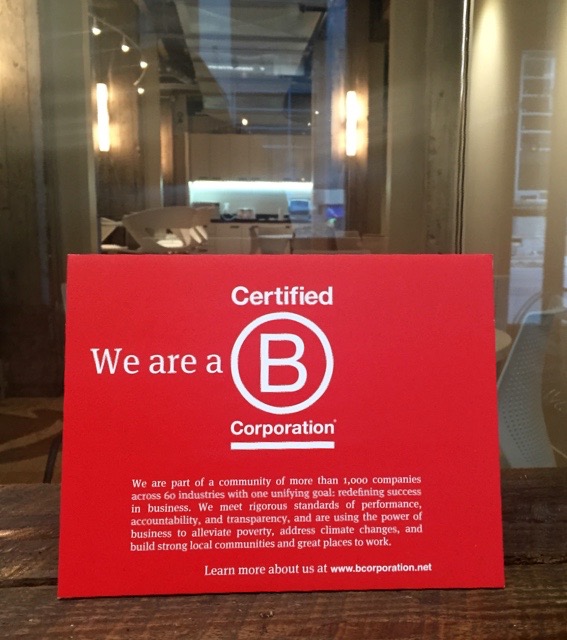 Certified
We are a B
Corporation®
We are part of a community of more than 1,000 companies
across 60 industries with one unifying goal: redefining success
in business. We meet rigorous standards of performance,
accountability, and transparency, and are using the power of
business to alleviate poverty, address climate changes, and
build strong local communities and great places to work.
Learn more about us at www.bcorporation.net